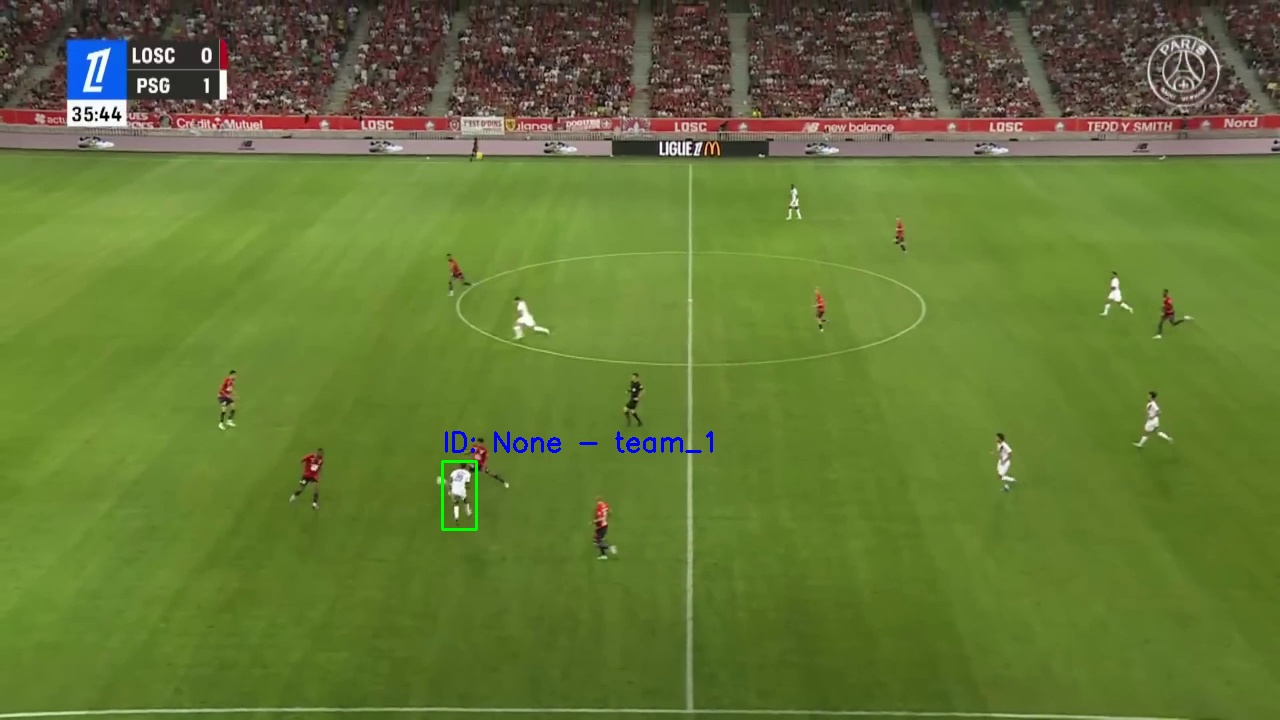 LOSC 0
PSG 1
35:44
PARIS
Crédit Mutuel
LOSC
LOSC
new balance
LOSC
TEDDY SMITH
Nord
LIGUE 1
ID: None - team_1